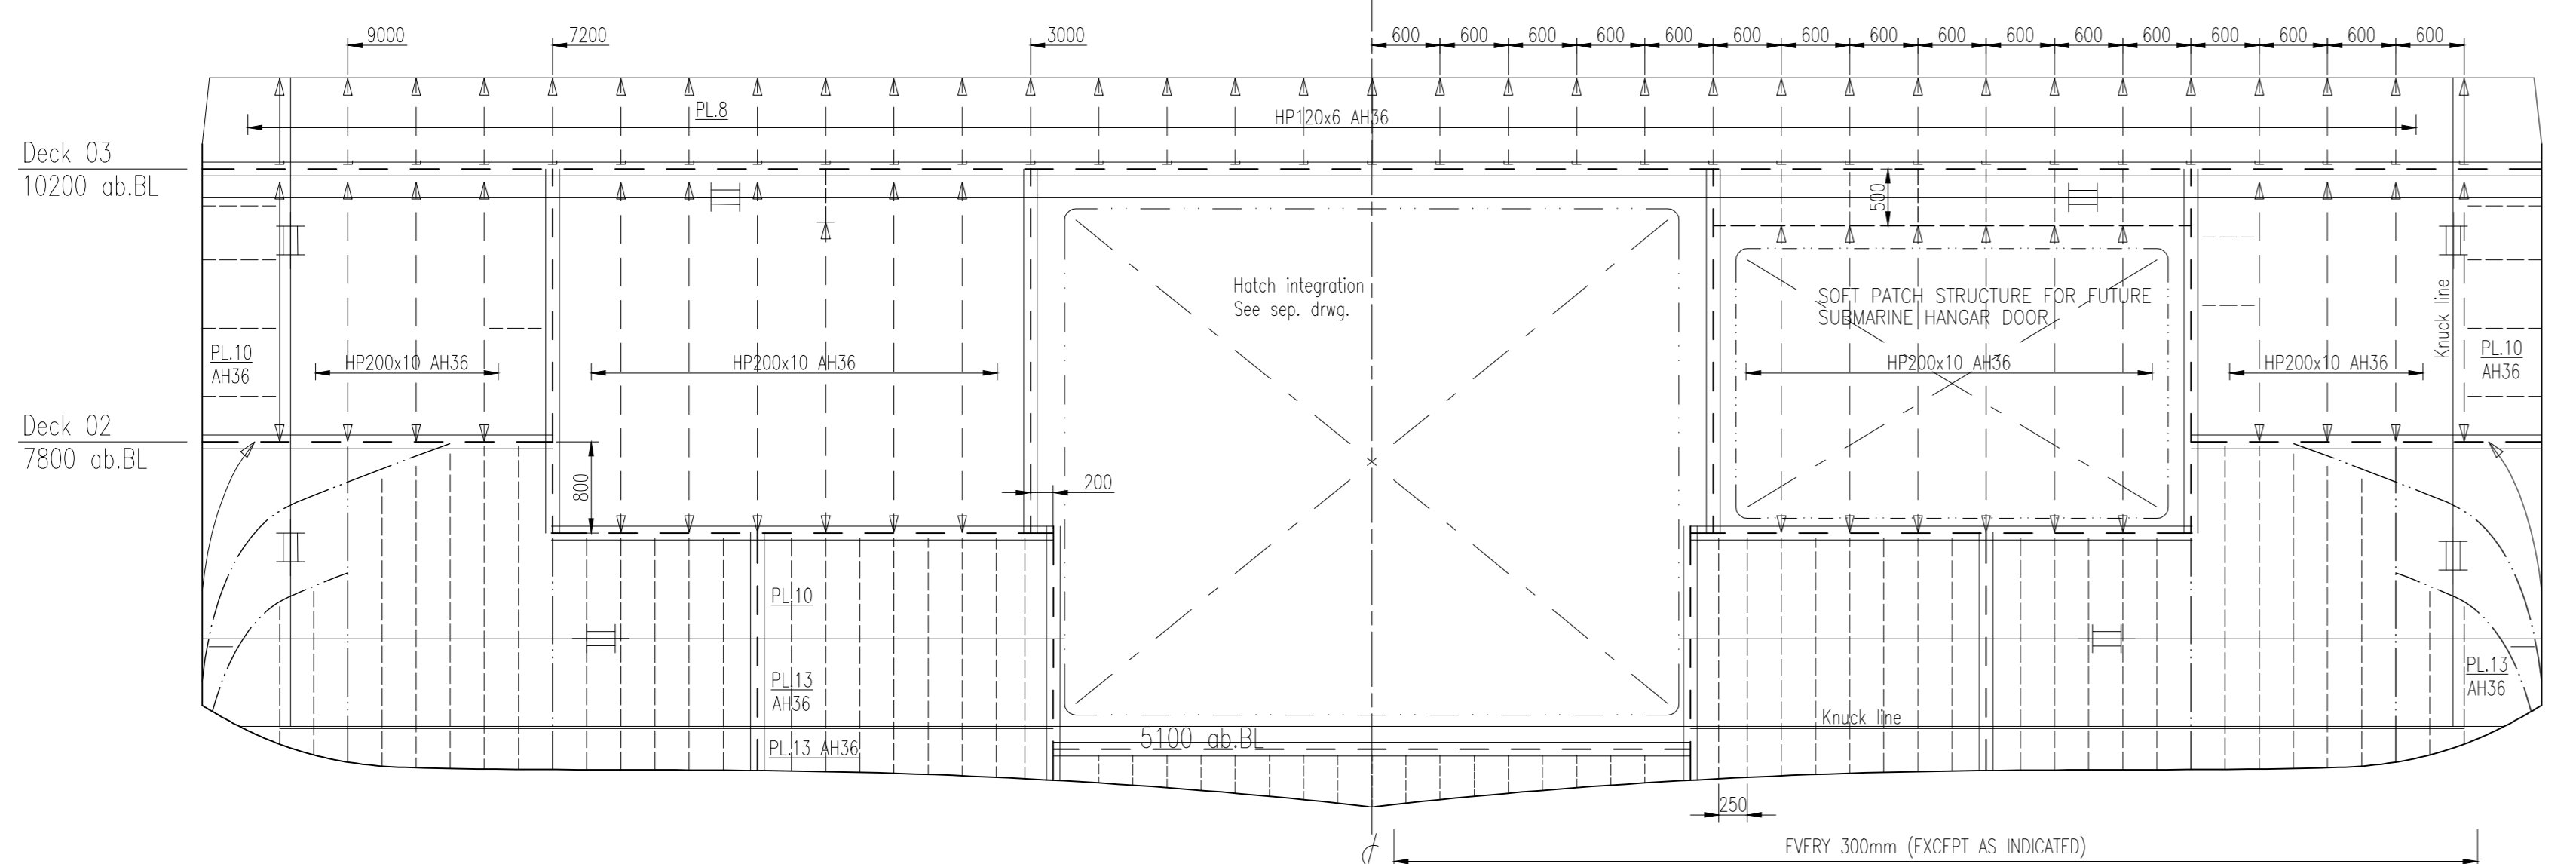 9000
7200
3000
600 600 600 600 600 600 600 600 600 600 600 600 600 600 600 600
PL.8
HP120x6 AH36
Deck 03
10200 ab.BL
500
Hatch integration
See sep. drwg.
SOFT PATCH STRUCTURE FOR FUTURE
SUBMARINE HANGAR DOOR
Knuck line
PL.10
AH36
HP200x10 AH36
HP200x10 AH36
HP200x10 AH36
HP200x10 AH36
PL.10
AH36
Deck 02
7800 ab.BL
800
200
PL.10
PL.13
AH36
PL.13
AH36
Knuck line
5100 ab.BL
PL.13 AH36
250
EVERY 300mm (EXCEPT AS INDICATED)